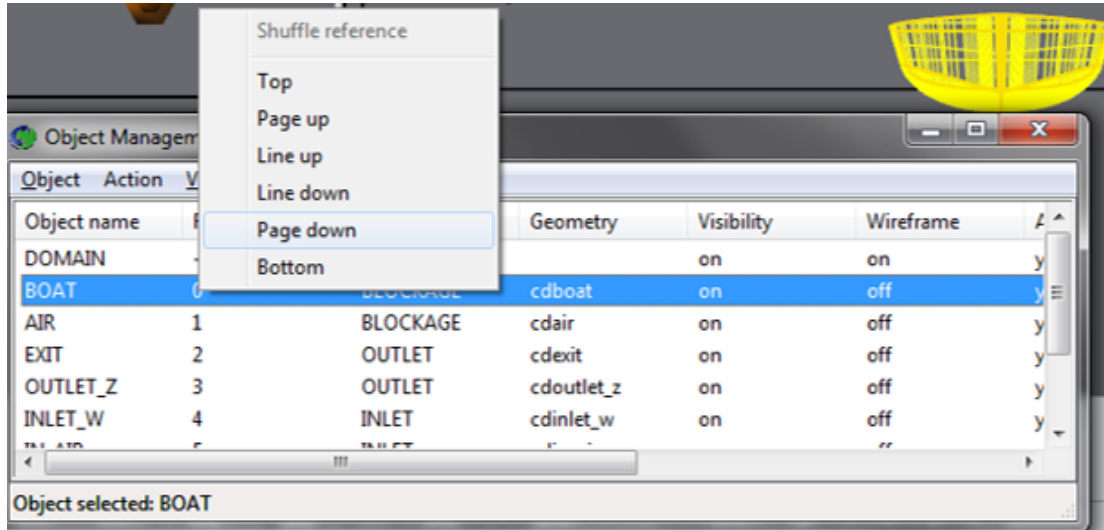 Shuffle reference
Top
Page up
Line up
Line down
Page down
Bottom
Object Managem
Object Action V
Object name Geometry Visibility Wireframe
DOMAIN on on y
BOAT 0 BLOCKAGE cdboat on off y
AIR 1 BLOCKAGE cdair on off y
EXIT 2 OUTLET cdexit on off y
OUTLET_Z 3 OUTLET cdoutlet_z on off y
INLET_W 4 INLET cdinlet_w on off y
Object selected: BOAT